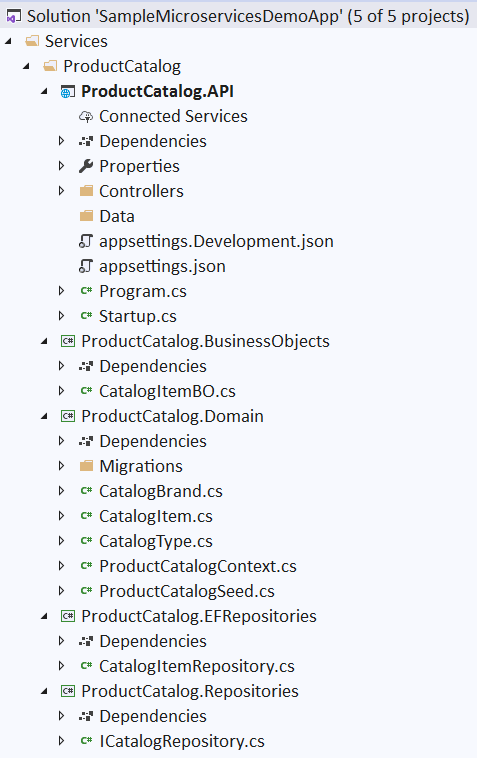 Solution 'SampleMicroservicesDemoApp' (5 of 5 projects)
Services
ProductCatalog
ProductCatalog.API
Connected Services
Dependencies
Properties
Controllers
Data
appsettings.Development.json
appsettings.json
C# Program.cs
C# Startup.cs
C# ProductCatalog.BusinessObjects
Dependencies
C# CatalogItemBO.cs
C# ProductCatalog.Domain
Dependencies
Migrations
C# CatalogBrand.cs
C# CatalogItem.cs
C# CatalogType.cs
C# ProductCatalogContext.cs
C# ProductCatalogSeed.cs
C# ProductCatalog.EFRepositories
Dependencies
C# CatalogItemRepository.cs
C# ProductCatalog.Repositories
Dependencies
C# ICatalogRepository.cs